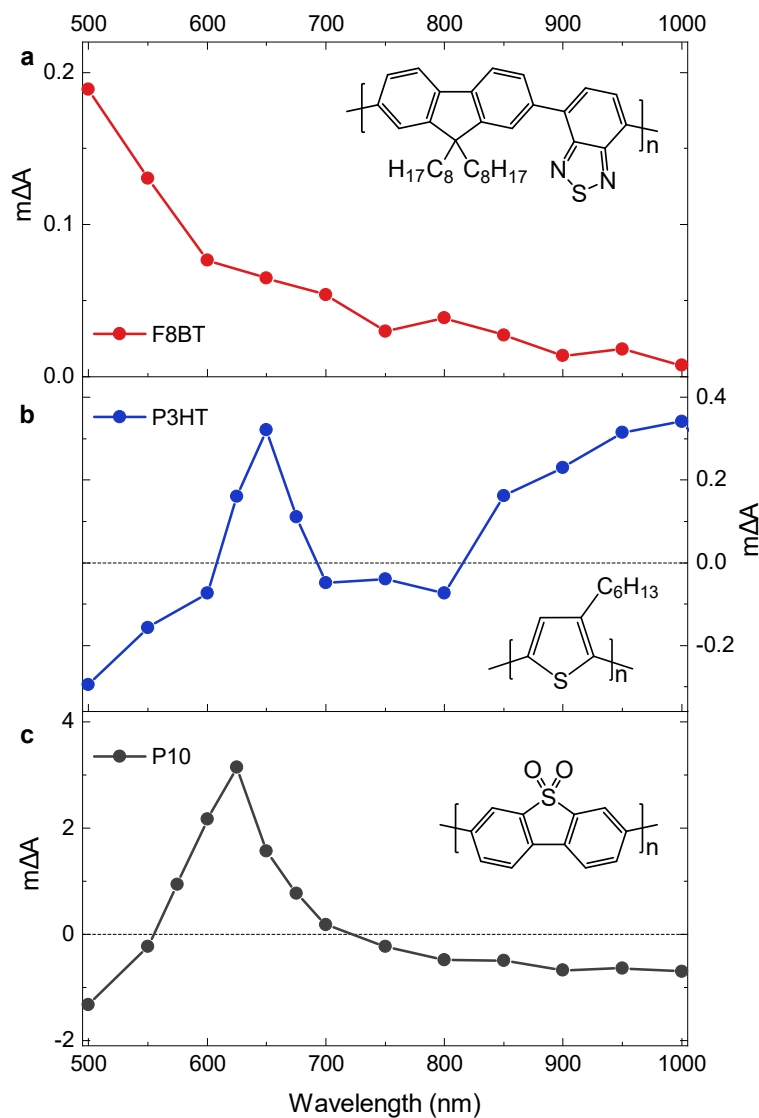 500 600 700 800 900 1000
a
0.2
0.1
0.0
mΔA
F8BT
H17C8 C8H17
N S N
n
b
P3HT
0.4
0.2
0.0
-0.2
mΔA
C6H13
S
n
c
P10
4
2
0
-2
mΔA
O O
S
n
500 600 700 800 900 1000
Wavelength (nm)